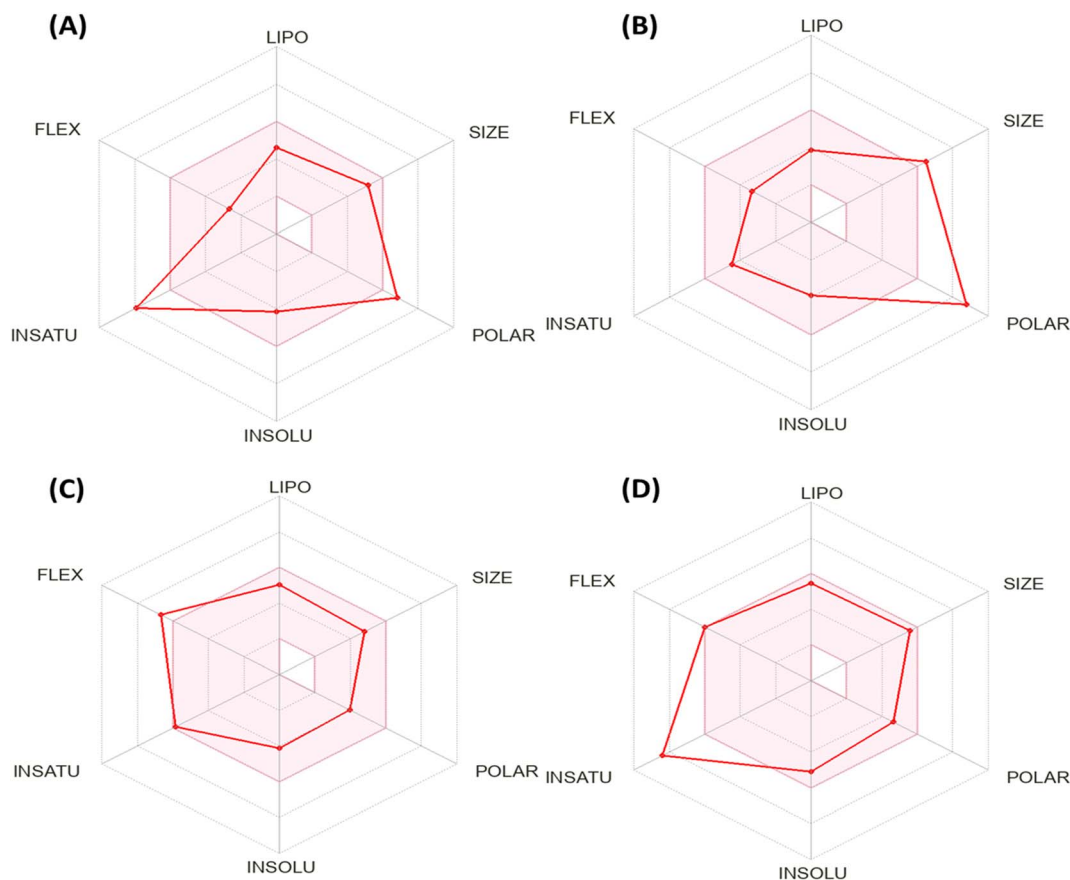 (A)
LIPO
FLEX
SIZE
INSATU
POLAR
INSOLU
(B)
LIPO
FLEX
SIZE
INSATU
POLAR
INSOLU
(C)
LIPO
FLEX
SIZE
INSATU
POLAR
INSOLU
(D)
LIPO
FLEX
SIZE
INSATU
POLAR
INSOLU